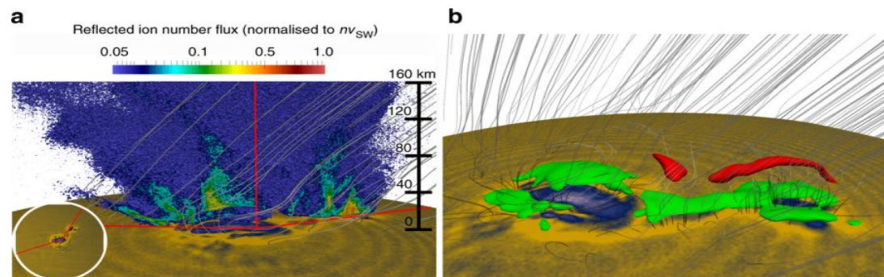 a
b
Reflected ion number flux (normalised to nvSW)
0.05 0.1 0.5 1.0
160 km
120
80
40
0